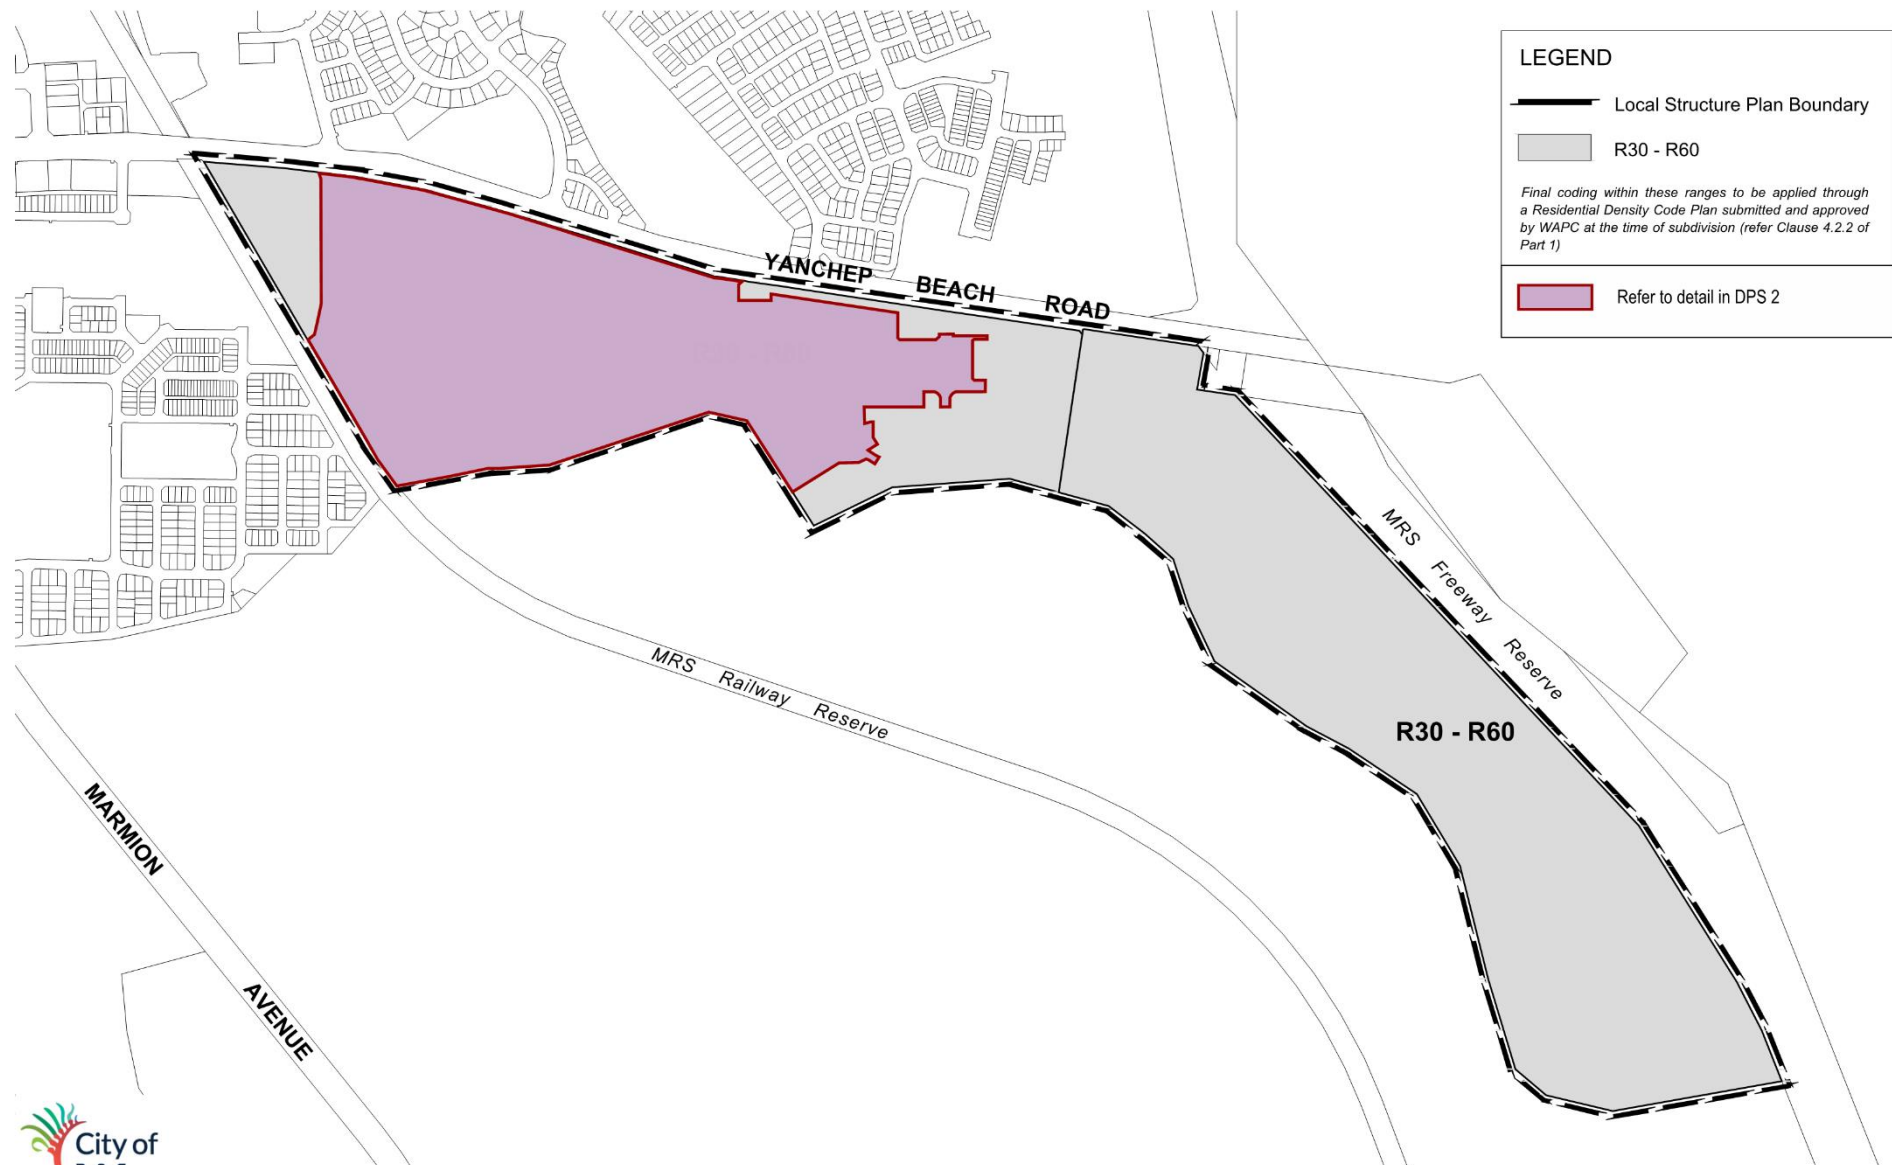 LEGEND
Local Structure Plan Boundary
R30 - R60
Final coding within these ranges to be applied through
a Residential Density Code Plan submitted and approved
by WAPC at the time of subdivision (refer Clause 4.2.2 of
Part 1)
Refer to detail in DPS 2
YANCHEP BEACH ROAD
R30 - R60
MRS Freeway Reserve
MRS Railway Reserve
R30 - R60
MARMION
AVENUE
City of